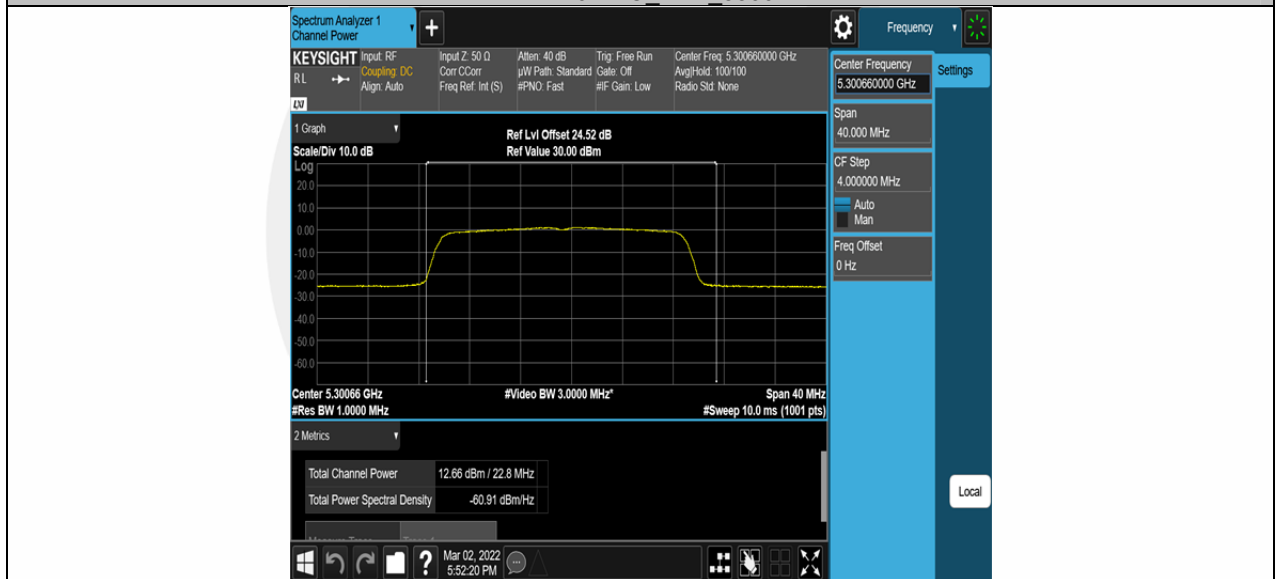 Spectrum Analyzer 1
Channel Power
+
Frequency
KEYSIGHT
Input: RF
Coupling: DC
Align: Auto
RL
LXI
Input Z: 50 Ω
Corr CCorr
Freq Ref: Int (S)
Atten: 40 dB
µW Path: Standard
#PNO: Fast
Trig: Free Run
Gate: Off
#IF Gain: Low
Center Freq: 5.300660000 GHz
Avg|Hold: 100/100
Radio Std: None
Center Frequency
5.300660000 GHz
Settings
Span
40.000 MHz
CF Step
4.000000 MHz
Auto
Man
Freq Offset
0 Hz
1 Graph
Scale/Div 10.0 dB
Ref Lvl Offset 24.52 dB
Ref Value 30.00 dBm
Log
20.0
10.0
0.00
-10.0
-20.0
-30.0
-40.0
-50.0
-60.0
Center 5.30066 GHz
#Video BW 3.0000 MHz*
Span 40 MHz
#Res BW 1.0000 MHz
#Sweep 10.0 ms (1001 pts)
2 Metrics
Total Channel Power 12.66 dBm / 22.8 MHz
Total Power Spectral Density -60.91 dBm/Hz
Local
?
Mar 02, 2022
5:52:20 PM